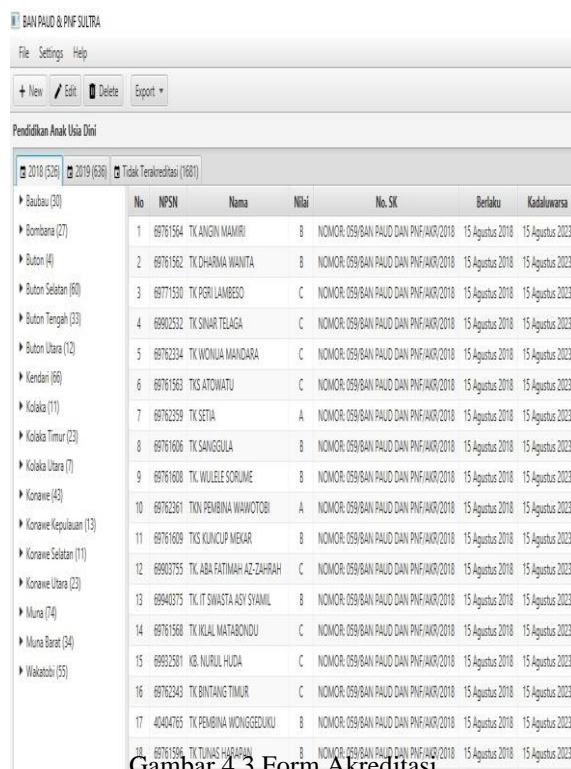 BAN PAUD & PNF SULTRA
File Settings Help
+ New Edit Delete Export
Pendidikan Anak Usia Dini
2018 (526) 2019 (636) Tidak Terakreditasi (1681)
Baubau (30)
Bombana (27)
Buton (4)
Buton Selatan (60)
Buton Tengah (33)
Buton Utara (12)
Kendari (66)
Kolaka (11)
Kolaka Timur (23)
Kolaka Utara (7)
Konawe (43)
Konawe Kepulauan (13)
Konawe Selatan (11)
Konawe Utara (23)
Muna (74)
Muna Barat (34)
Wakatobi (55)
No NPSN Nama Nilai No. SK Berlaku Kadaluwarsa
1 69761564 TK ANGIN MAMIRI B NOMOR: 059/BAN PAUD DAN PNF/AKR/2018 15 Agustus 2018 15 Agustus 2023
2 69761562 TK DHARMA WANITA B NOMOR: 059/BAN PAUD DAN PNF/AKR/2018 15 Agustus 2018 15 Agustus 2023
3 69771530 TK PGRI LAMBESO C NOMOR: 059/BAN PAUD DAN PNF/AKR/2018 15 Agustus 2018 15 Agustus 2023
4 69902532 TK SINAR TELAGA C NOMOR: 059/BAN PAUD DAN PNF/AKR/2018 15 Agustus 2018 15 Agustus 2023
5 69762334 TK WONUA MANDARA C NOMOR: 059/BAN PAUD DAN PNF/AKR/2018 15 Agustus 2018 15 Agustus 2023
6 69761563 TKS ATOWATU C NOMOR: 059/BAN PAUD DAN PNF/AKR/2018 15 Agustus 2018 15 Agustus 2023
7 69762359 TK SETIA A NOMOR: 059/BAN PAUD DAN PNF/AKR/2018 15 Agustus 2018 15 Agustus 2023
8 69761606 TK SANGGULA B NOMOR: 059/BAN PAUD DAN PNF/AKR/2018 15 Agustus 2018 15 Agustus 2023
9 69761608 TK. WULELE SORUME B NOMOR: 059/BAN PAUD DAN PNF/AKR/2018 15 Agustus 2018 15 Agustus 2023
10 69762361 TKN PEMBINA WAWOTOBI A NOMOR: 059/BAN PAUD DAN PNF/AKR/2018 15 Agustus 2018 15 Agustus 2023
11 69761609 TKS KUNCUP MEKAR B NOMOR: 059/BAN PAUD DAN PNF/AKR/2018 15 Agustus 2018 15 Agustus 2023
12 69903755 TK. ABA FATIMAH AZ-ZAHRAH C NOMOR: 059/BAN PAUD DAN PNF/AKR/2018 15 Agustus 2018 15 Agustus 2023
13 69940375 TK. IT SWASTA ASY SYAMIL B NOMOR: 059/BAN PAUD DAN PNF/AKR/2018 15 Agustus 2018 15 Agustus 2023
14 69761568 TK IKLAL MATABONDU C NOMOR: 059/BAN PAUD DAN PNF/AKR/2018 15 Agustus 2018 15 Agustus 2023
15 69932581 KB. NURUL HUDA C NOMOR: 059/BAN PAUD DAN PNF/AKR/2018 15 Agustus 2018 15 Agustus 2023
16 69762343 TK BINTANG TIMUR C NOMOR: 059/BAN PAUD DAN PNF/AKR/2018 15 Agustus 2018 15 Agustus 2023
17 40404765 TK PEMBINA WONGGEDUKU B NOMOR: 059/BAN PAUD DAN PNF/AKR/2018 15 Agustus 2018 15 Agustus 2023
18 69761596 TK TUNAS HARAPAN B NOMOR: 059/BAN PAUD DAN PNF/AKR/2018 15 Agustus 2018 15 Agustus 2023
Gambar 4.3 Form Akreditasi